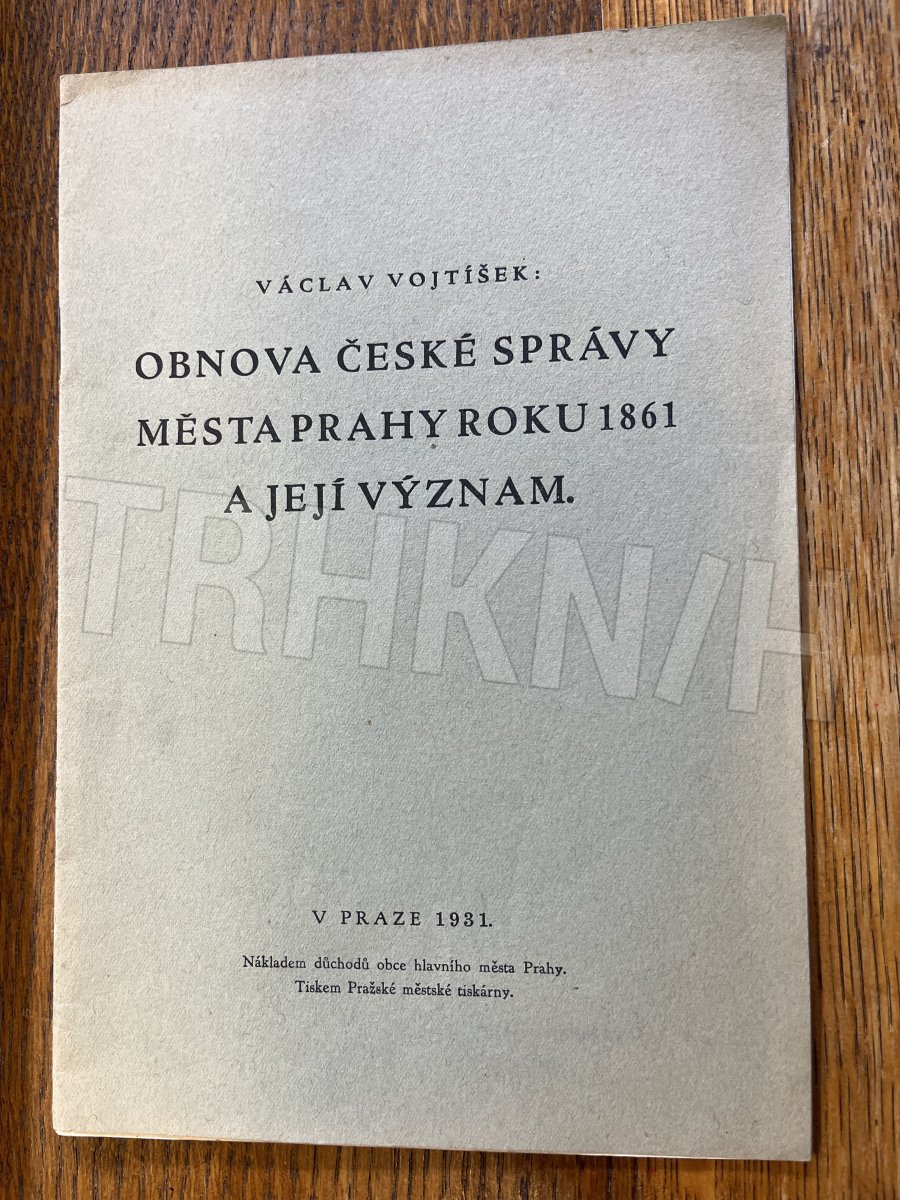 VÁCLAV VOJTÍŠEK:
OBNOVA ČESKÉ SPRÁVY
MĚSTA PRAHY ROKU 1861
A JEJÍ VÝZNAM.
TRHKNIH
V PRAZE 1931.
Nákladem důchodů obce hlavního města Prahy.
Tiskem Pražské městské tiskárny.